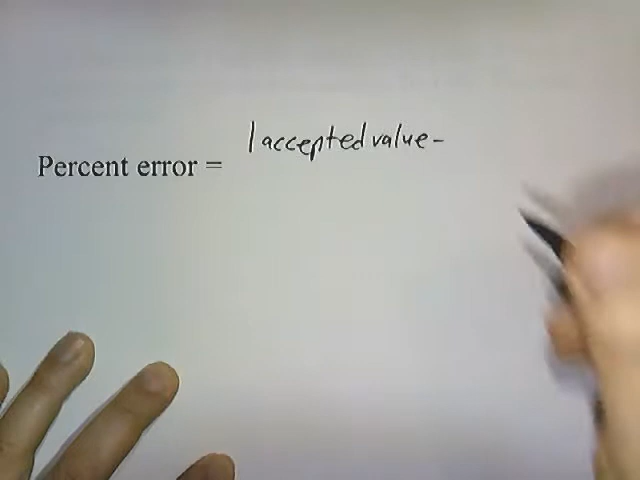 |accepted value -
Percent error =